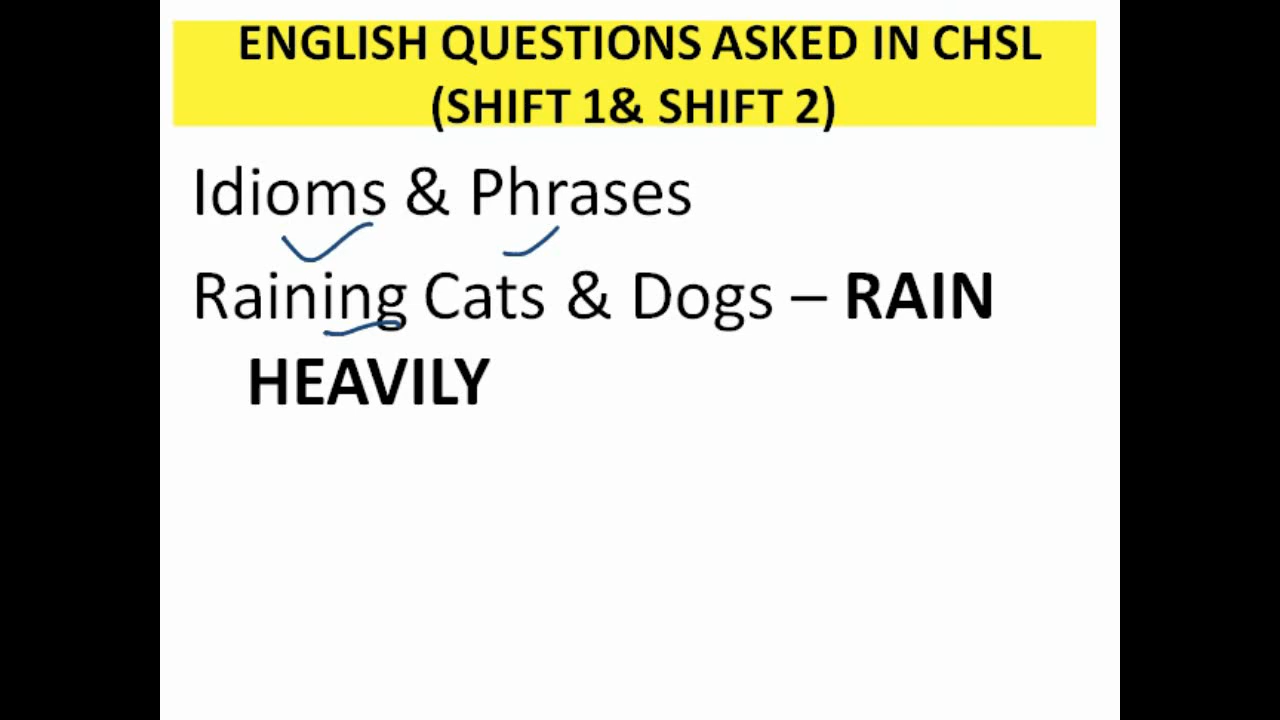 ENGLISH QUESTIONS ASKED IN CHSL
(SHIFT 1& SHIFT 2)
Idioms & Phrases
Raining Cats & Dogs – RAIN
HEAVILY